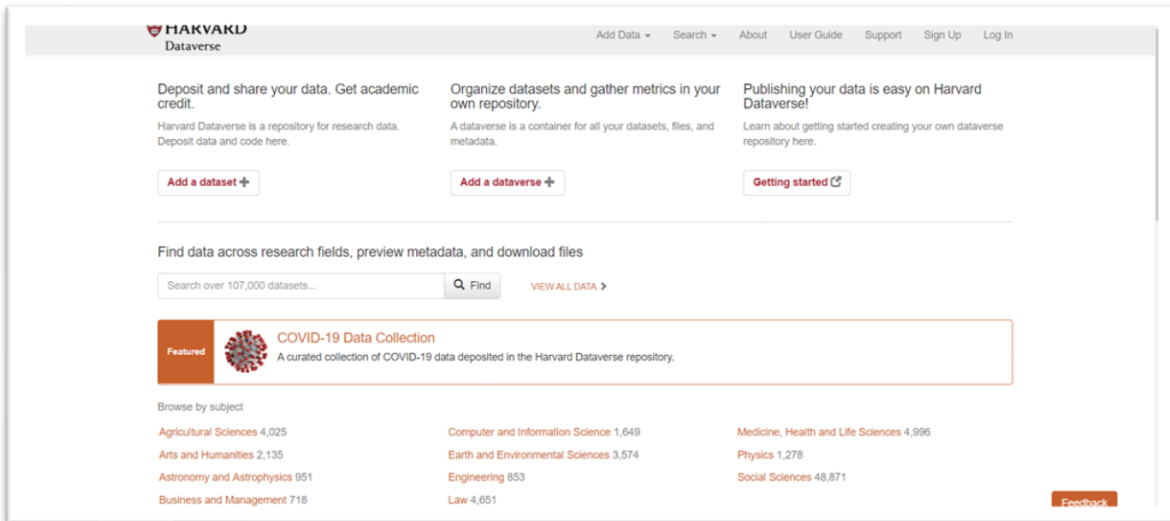 HARVARD
Dataverse
Add Data Search About User Guide Support Sign Up Log In
Deposit and share your data. Get academic
credit.
Harvard Dataverse is a repository for research data.
Deposit data and code here.
Add a dataset
Organize datasets and gather metrics in your
own repository.
A dataverse is a container for all your datasets, files, and
metadata.
Add a dataverse
Publishing your data is easy on Harvard
Dataverse!
Learn about getting started creating your own dataverse
repository here.
Getting started
Find data across research fields, preview metadata, and download files
Search over 107,000 datasets...
Find
VIEW ALL DATA
Featured
COVID-19 Data Collection
A curated collection of COVID-19 data deposited in the Harvard Dataverse repository.
Browse by subject
Agricultural Sciences 4,025
Arts and Humanities 2,135
Astronomy and Astrophysics 951
Business and Management 718
Computer and Information Science 1,649
Earth and Environmental Sciences 3,574
Engineering 853
Law 4,651
Medicine, Health and Life Sciences 4,996
Physics 1,278
Social Sciences 48,871
Feedback